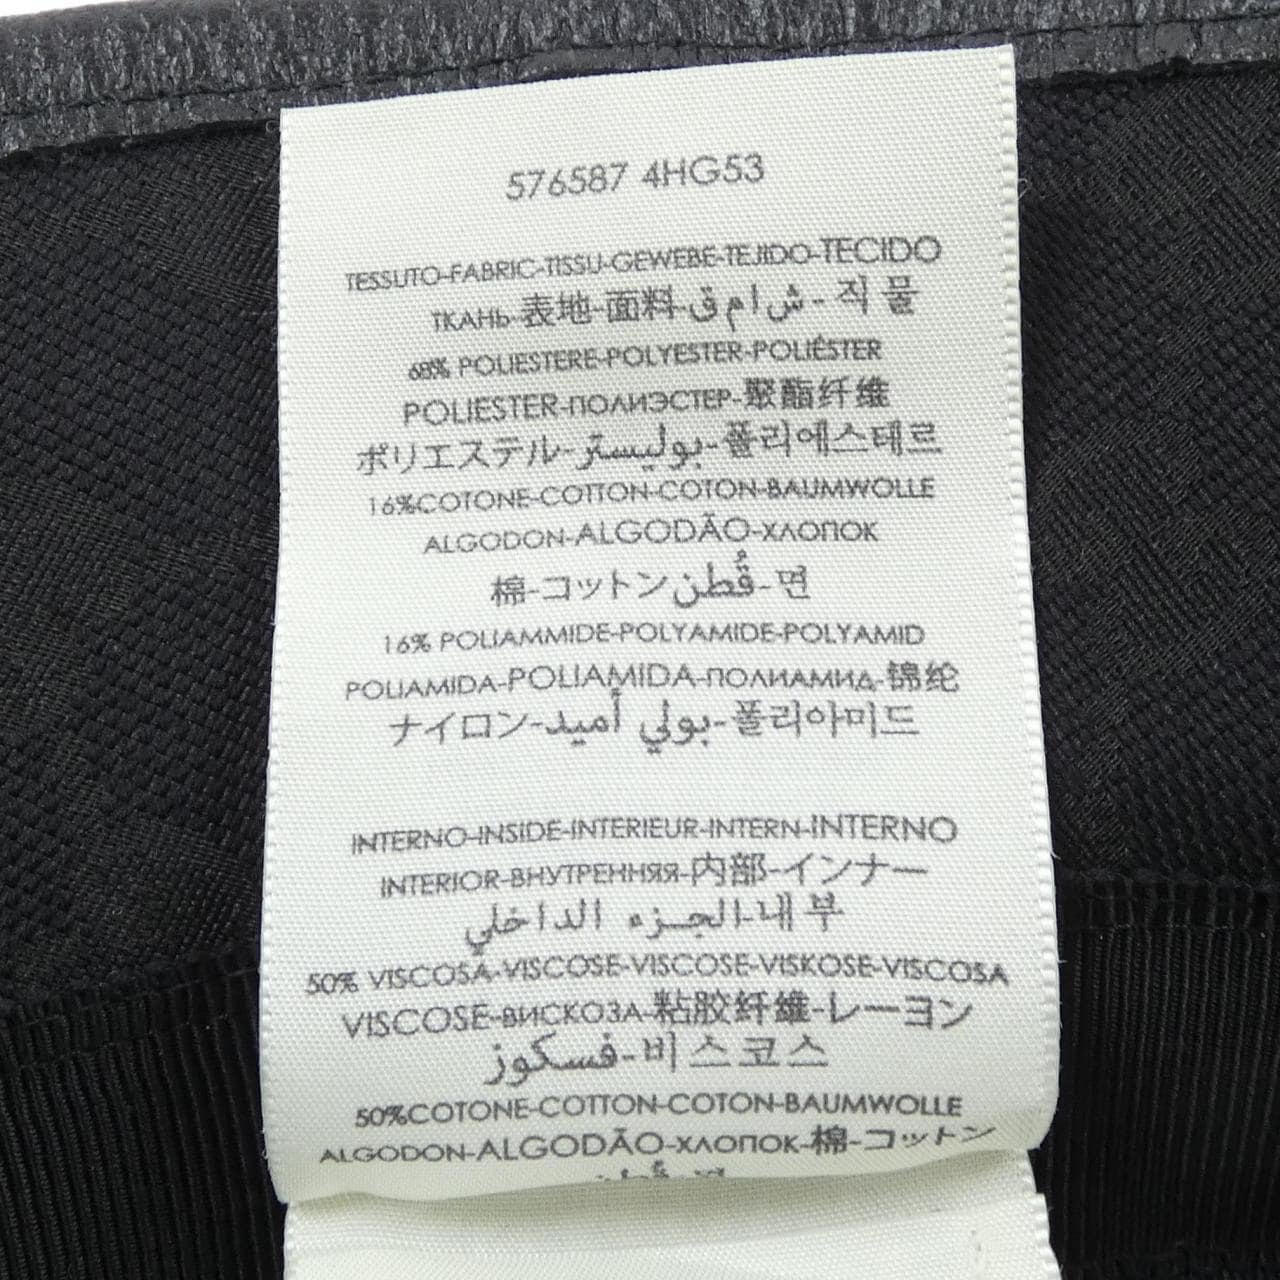 576587 4HG53
TESSUTO-FABRIC-TISSU-GEWEBE-TEJIDO-TECIDO
ТКАНЬ-表地-面料-ش ام ق-직물
68% POLIESTERE-POLYESTER-POLIÉSTER
POLIESTER-ПОЛИЭСТЕР-聚酯纤维
ポリエステル-بوليستر-폴리에스테르
16%COTONE-COTTON-COTON-BAUMWOLLE
ALGODON-ALGODÃO-ХЛОПОК
棉-コットン-قُطن-면
16% POLIAMMIDE-POLYAMIDE-POLYAMID
POLIAMIDA-POLIAMIDA-ПОЛИАМИД-锦纶
ナイロン-بولي أميد-폴리아미드
INTERNO-INSIDE-INTERIEUR-INTERN-INTERNO
INTERIOR-ВНУТРЕННЯЯ-内部-インナー
الجزء الداخلي-내부
50% VISCOSA-VISCOSE-VISCOSE-VISKOSE-VISCOSA
VISCOSE-ВИСКОЗА-粘胶纤维-レーヨン
فسكوز-비스코스
50%COTONE-COTTON-COTON-BAUMWOLLE
ALGODON-ALGODÃO-ХЛОПОК-棉-コットン